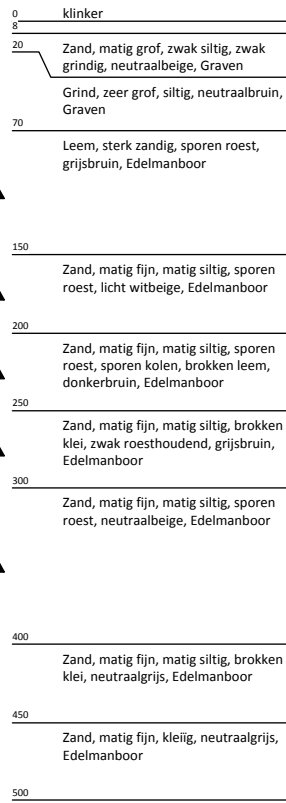 0 klinker
8
20 Zand, matig grof, zwak siltig, zwak
grindig, neutraalbeige, Graven
Grind, zeer grof, siltig, neutraalbruin,
Graven
70
Leem, sterk zandig, sporen roest,
grijsbruin, Edelmanboor
150
Zand, matig fijn, matig siltig, sporen
roest, licht witbeige, Edelmanboor
200
Zand, matig fijn, matig siltig, sporen
roest, sporen kolen, brokken leem,
donkerbruin, Edelmanboor
250
Zand, matig fijn, matig siltig, brokken
klei, zwak roesthoudend, grijsbruin,
Edelmanboor
300
Zand, matig fijn, matig siltig, sporen
roest, neutraalbeige, Edelmanboor
400
Zand, matig fijn, matig siltig, brokken
klei, neutraalgrijs, Edelmanboor
450
Zand, matig fijn, kleiïg, neutraalgrijs,
Edelmanboor
500